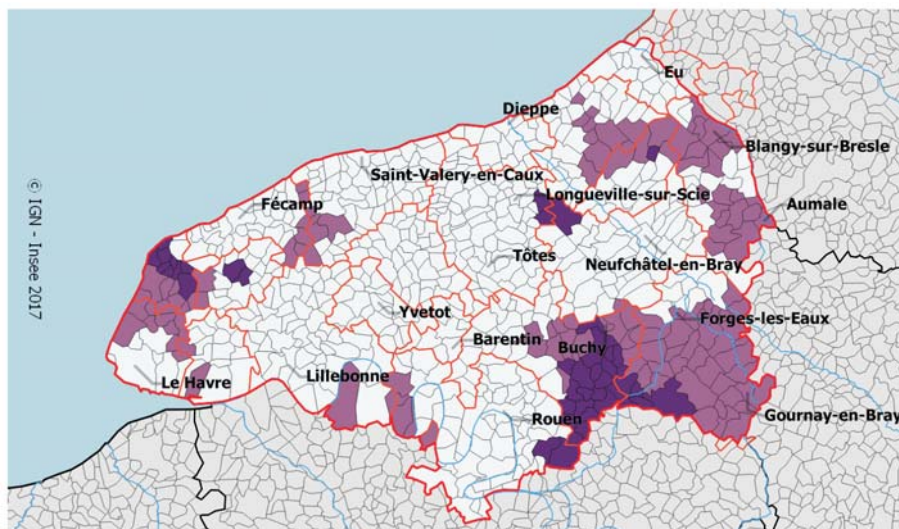 Eu
Dieppe
Blangy-sur-Bresle
Saint-Valery-en-Caux
Longueville-sur-Scie
Aumale
Fécamp
Tôtes
Neufchâtel-en-Bray
Yvetot
Forges-les-Eaux
Barentin
Buchy
Le Havre
Lillebonne
Rouen
Gournay-en-Bray
© IGN - Insee 2017